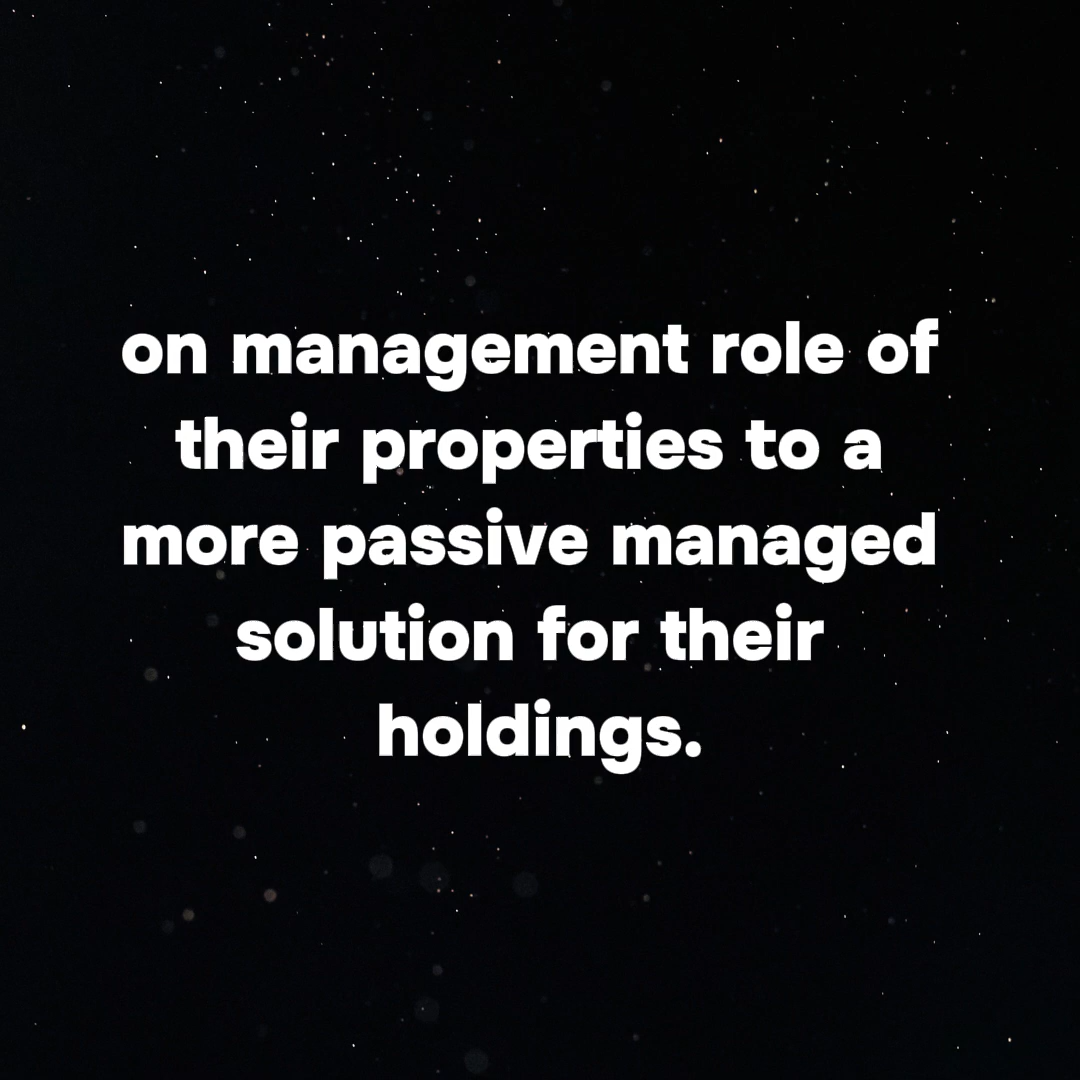 on management role of
their properties to a
more passive managed
solution for their
holdings.